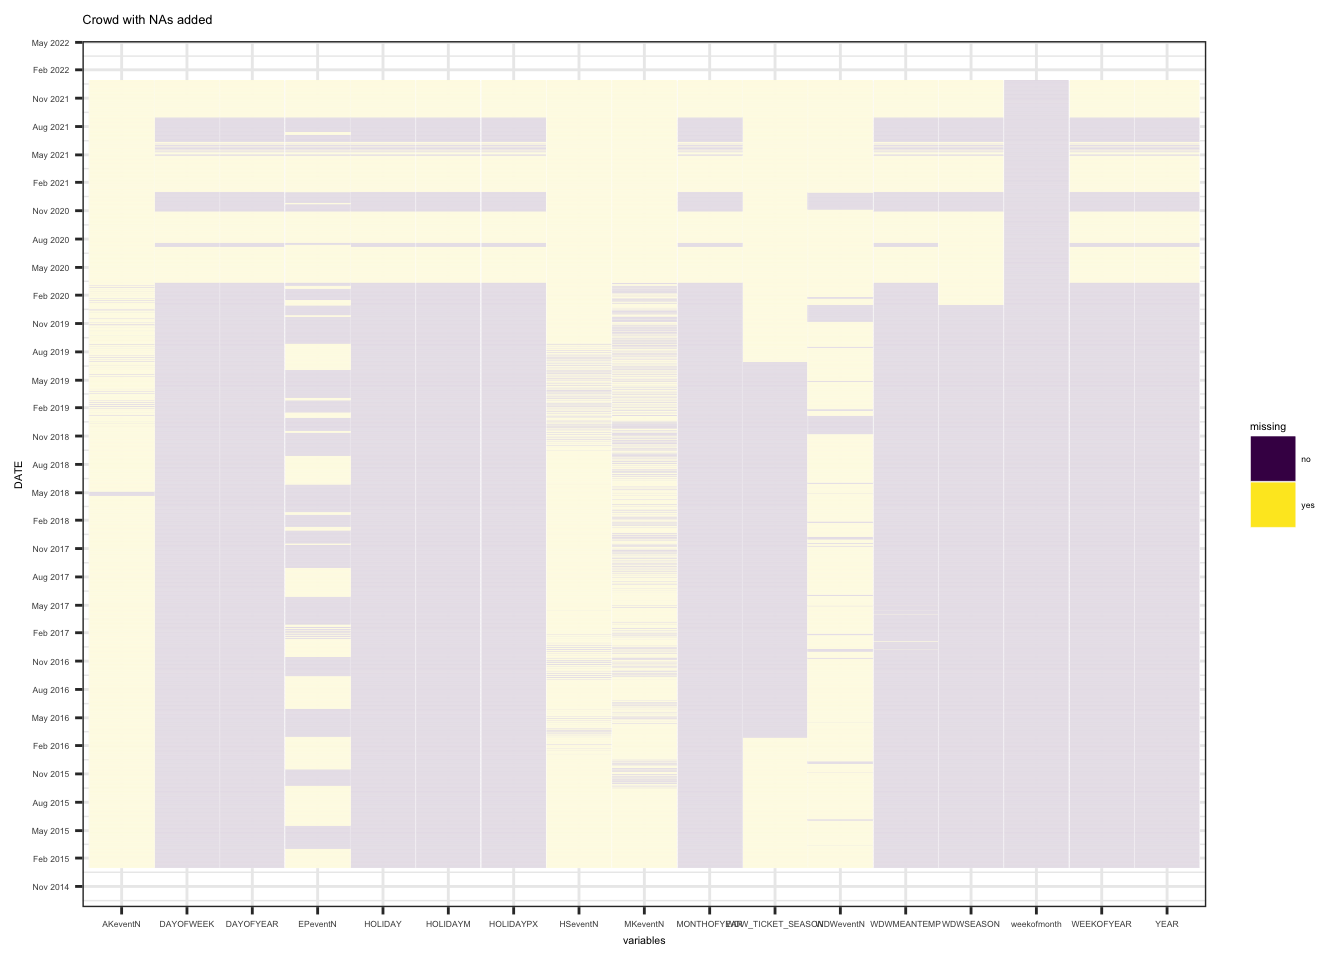 Crowd with NAs added
May 2022
Feb 2022
Nov 2021
Aug 2021
May 2021
Feb 2021
Nov 2020
Aug 2020
May 2020
Feb 2020
Nov 2019
Aug 2019
May 2019
Feb 2019
Nov 2018
Aug 2018
May 2018
Feb 2018
Nov 2017
Aug 2017
May 2017
Feb 2017
Nov 2016
Aug 2016
May 2016
Feb 2016
Nov 2015
Aug 2015
May 2015
Feb 2015
Nov 2014
DATE
AKeventN DAYOFWEEK DAYOFYEAR EPeventN HOLIDAY HOLIDAYM HOLIDAYPX HSeventN MKeventN MONTHOFYEAR WDW_TICKET_SEASON WDWeventN WDWMEANTEMP WDWSEASON weekofmonth WEEKOFYEAR YEAR
variables
missing
no
yes